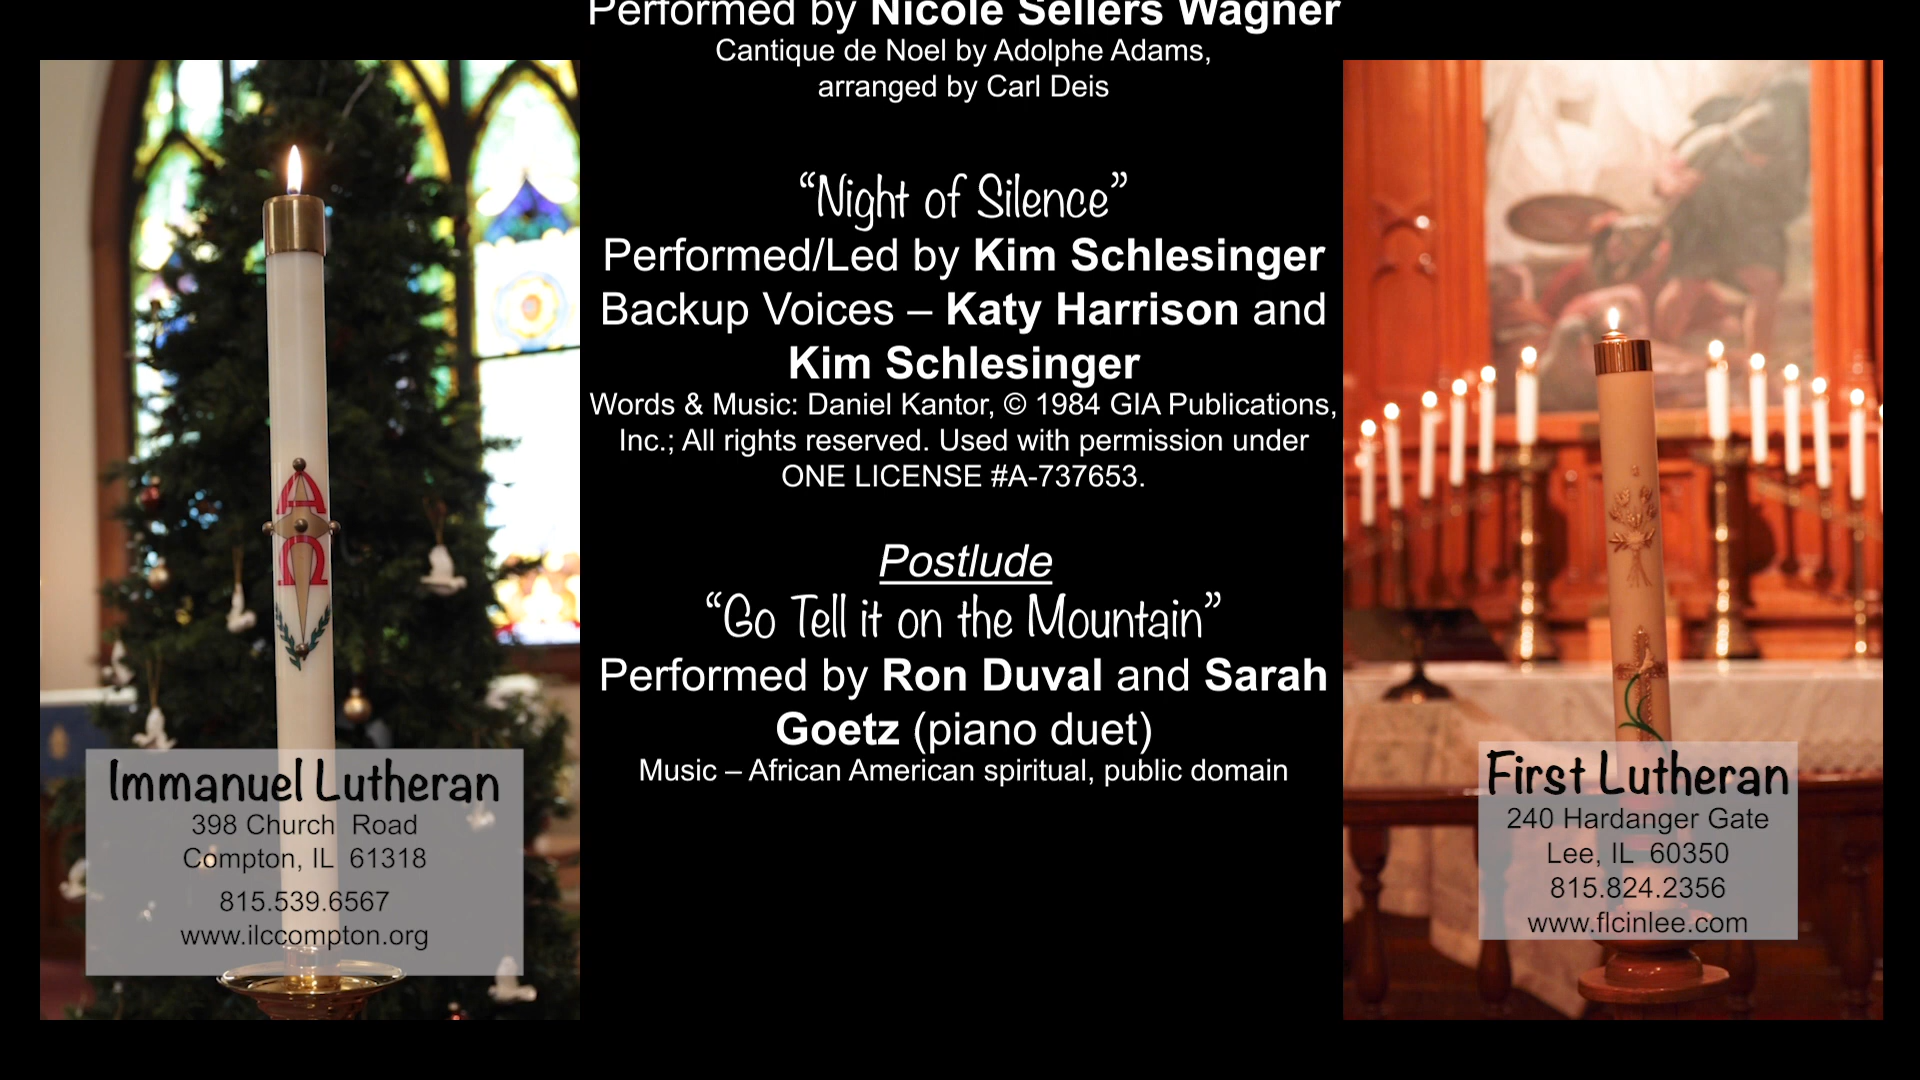 Performed by Nicole Sellers Wagner
Cantique de Noel by Adolphe Adams,
arranged by Carl Deis
“Night of Silence”
Performed/Led by Kim Schlesinger
Backup Voices – Katy Harrison and
Kim Schlesinger
Words & Music: Daniel Kantor, © 1984 GIA Publications,
Inc.; All rights reserved. Used with permission under
ONE LICENSE #A-737653.
Postlude
“Go Tell it on the Mountain”
Performed by Ron Duval and Sarah
Goetz (piano duet)
Music – African American spiritual, public domain
Α
Ω
Immanuel Lutheran
398 Church Road
Compton, IL 61318
815.539.6567
www.ilccompton.org
First Lutheran
240 Hardanger Gate
Lee, IL 60350
815.824.2356
www.flcinlee.com